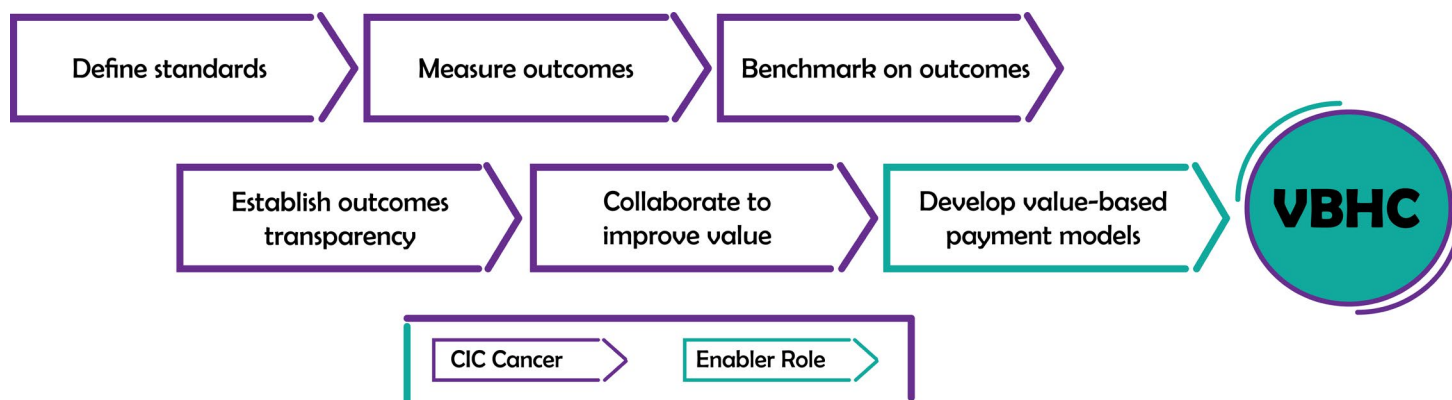 Define standards
Measure outcomes
Benchmark on outcomes
Establish outcomes
transparency
Collaborate to
improve value
Develop value-based
payment models
VBHC
CIC Cancer
Enabler Role